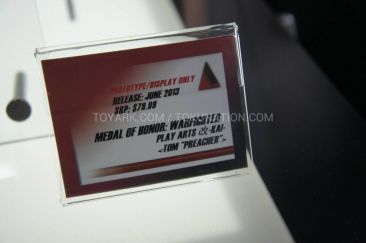 PROTOTYPE/DISPLAY ONLY
RELEASE: JUNE 2013
SRP: $79.99
TOYARK.COM / TOKUNATION.COM
MEDAL OF HONOR: WARFIGHTER
PLAY ARTS 改-KAI-
<TOM "PREACHER">